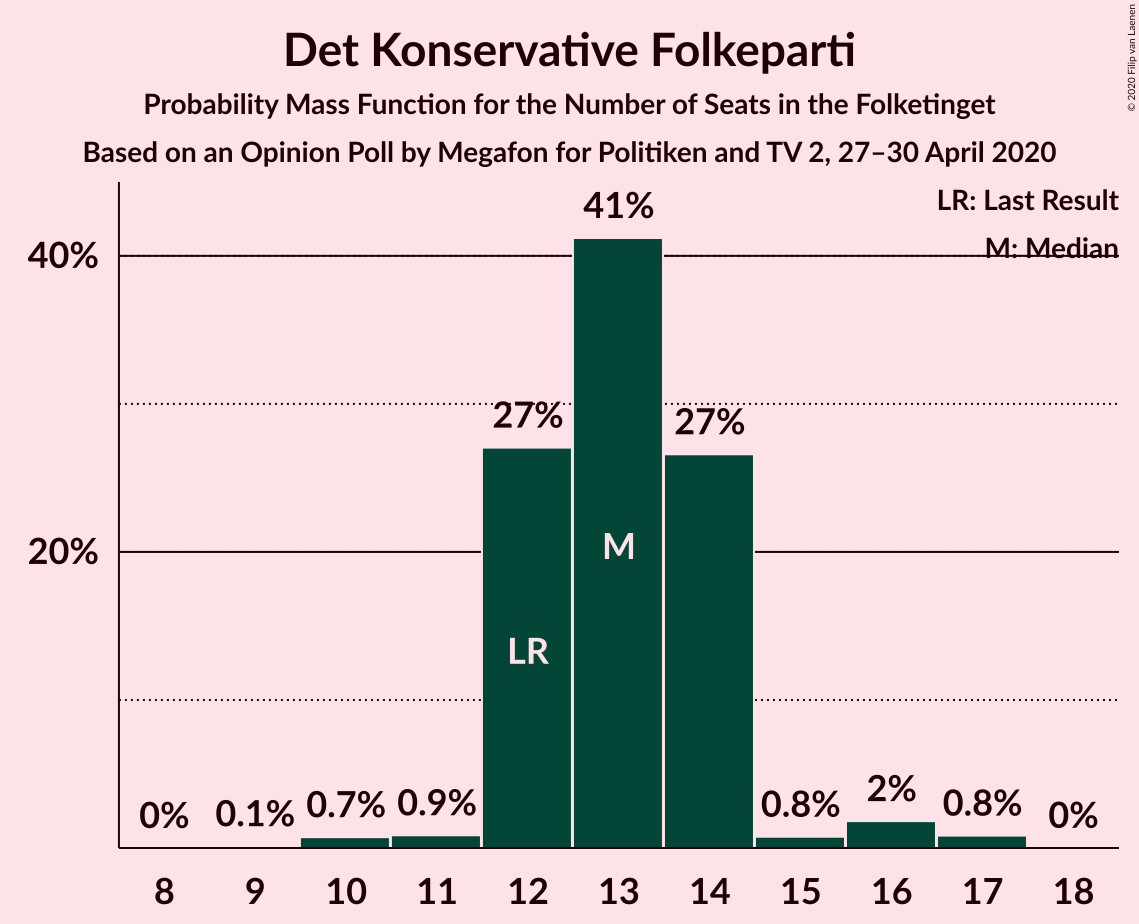 Det Konservative Folkeparti
Probability Mass Function for the Number of Seats in the Folketinget
Based on an Opinion Poll by Megafon for Politiken and TV 2, 27–30 April 2020
© 2020 Filip van Laenen
LR: Last Result
M: Median
40%
20%
0%
0.1%
0.7%
0.9%
27%
41%
27%
0.8%
2%
0.8%
0%
LR
M
8 9 10 11 12 13 14 15 16 17 18